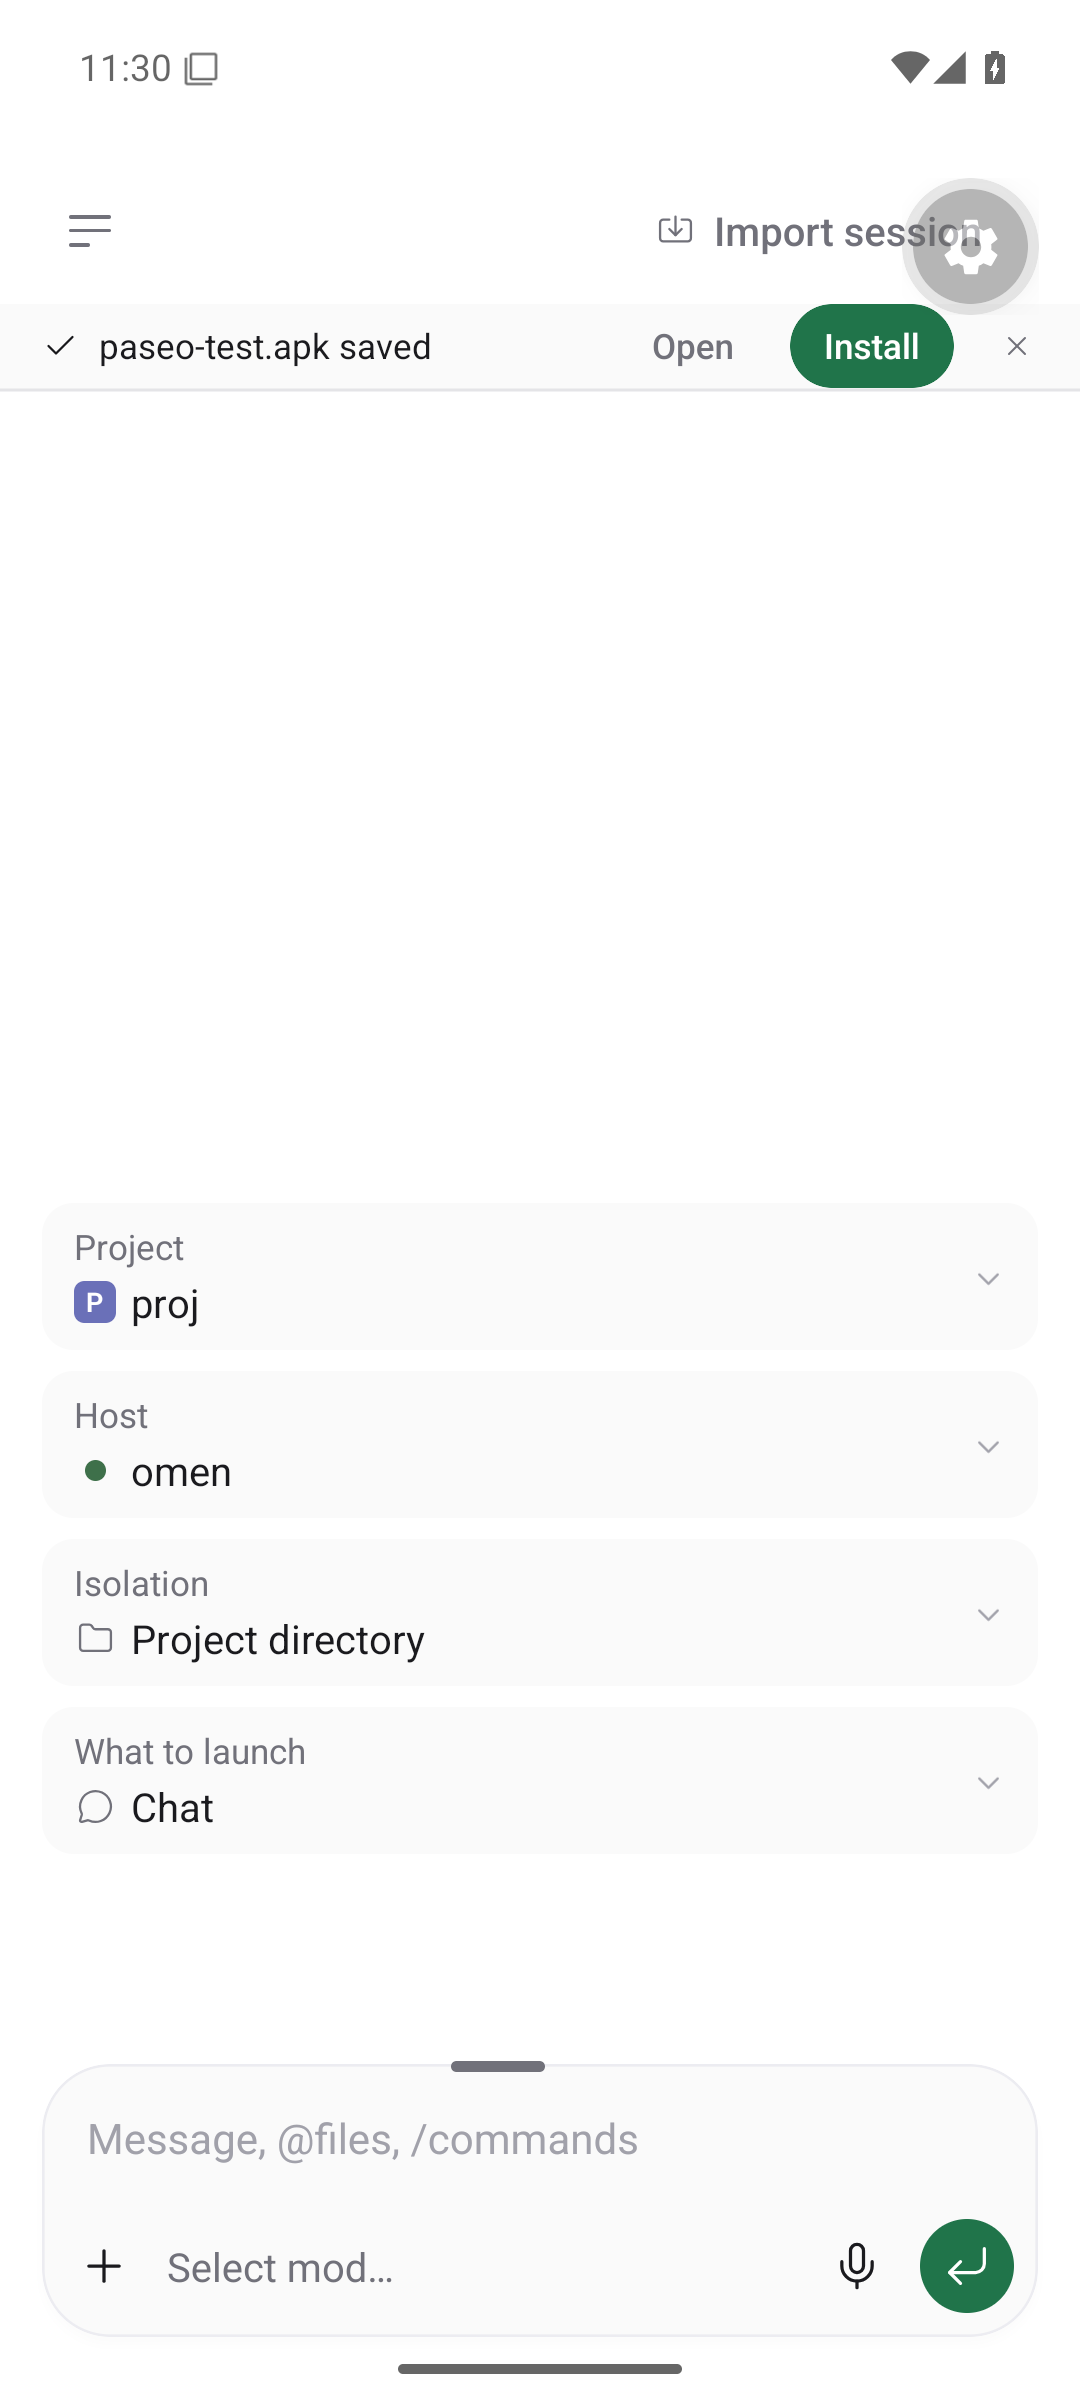 11:30
Import session
paseo-test.apk saved
Open
Install
Project
P proj
Host
omen
Isolation
Project directory
What to launch
Chat
Message, @files, /commands
Select mod…